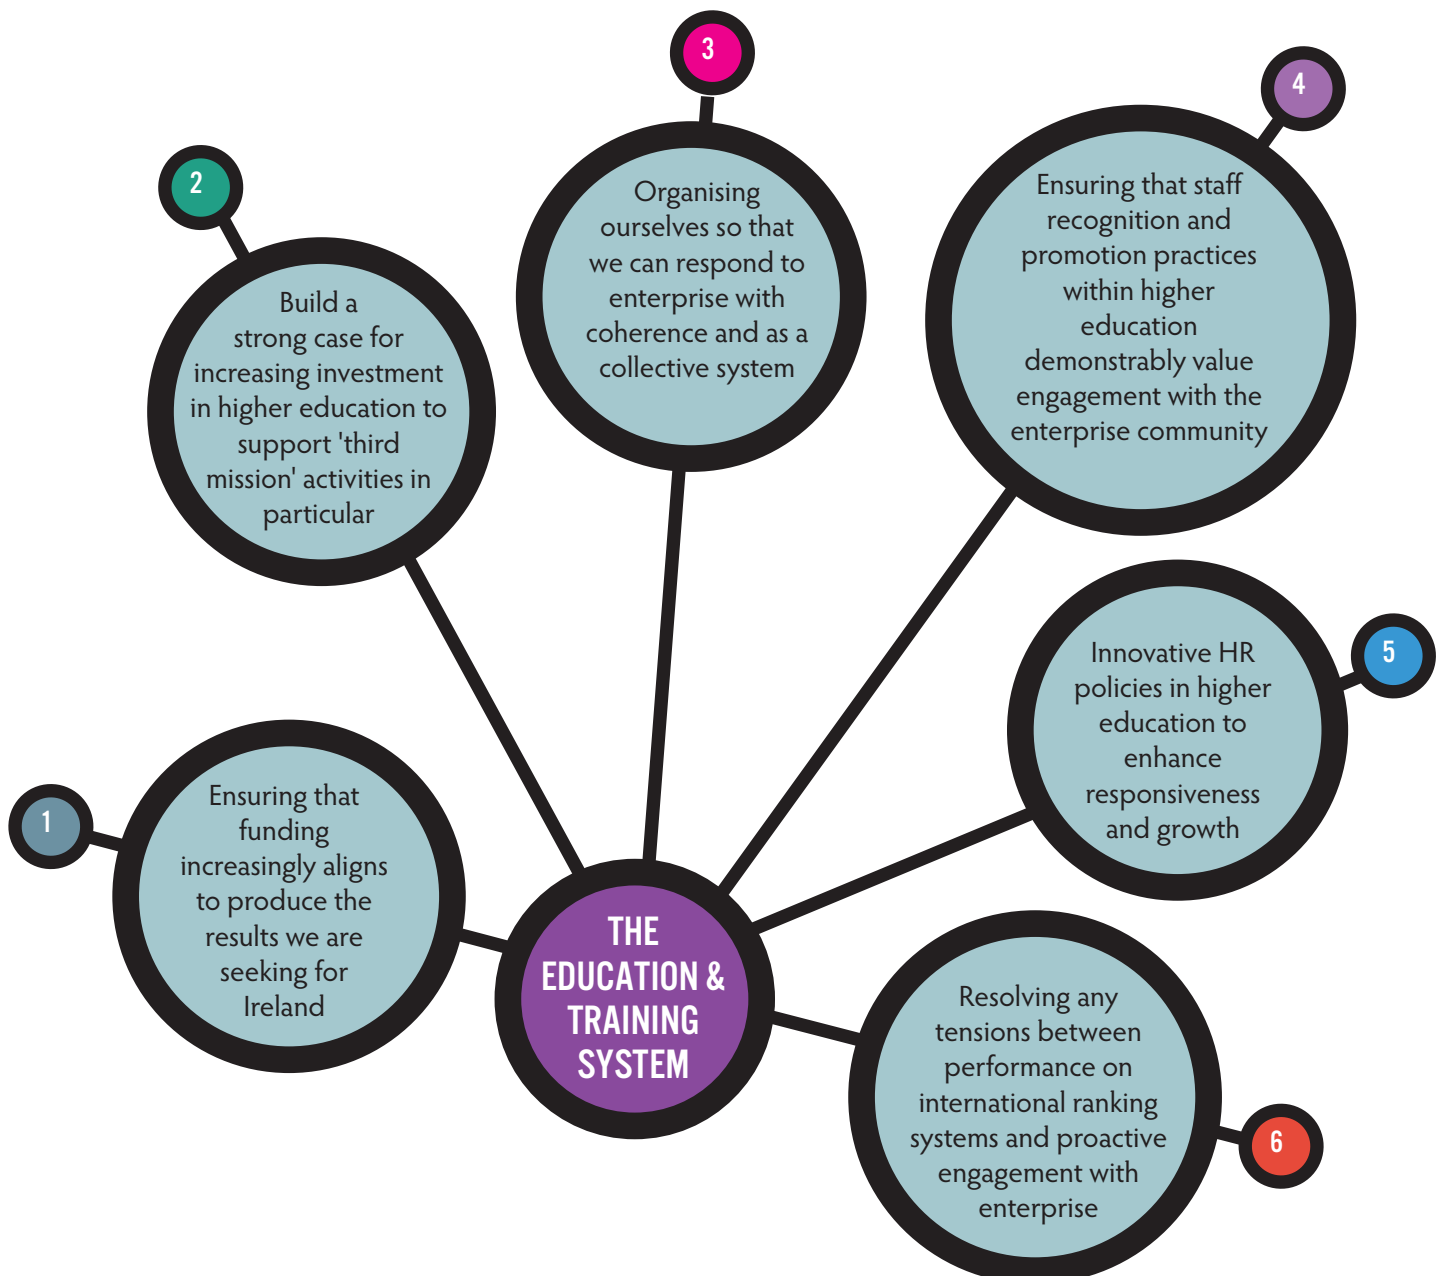 1
Ensuring that
funding
increasingly aligns
to produce the
results we are
seeking for
Ireland
2
Build a
strong case for
increasing investment
in higher education to
support 'third
mission' activities in
particular
3
Organising
ourselves so that
we can respond to
enterprise with
coherence and as a
collective system
4
Ensuring that staff
recognition and
promotion practices
within higher
education
demonstrably value
engagement with the
enterprise community
5
Innovative HR
policies in higher
education to
enhance
responsiveness
and growth
6
Resolving any
tensions between
performance on
international ranking
systems and proactive
engagement with
enterprise
THE
EDUCATION &
TRAINING
SYSTEM